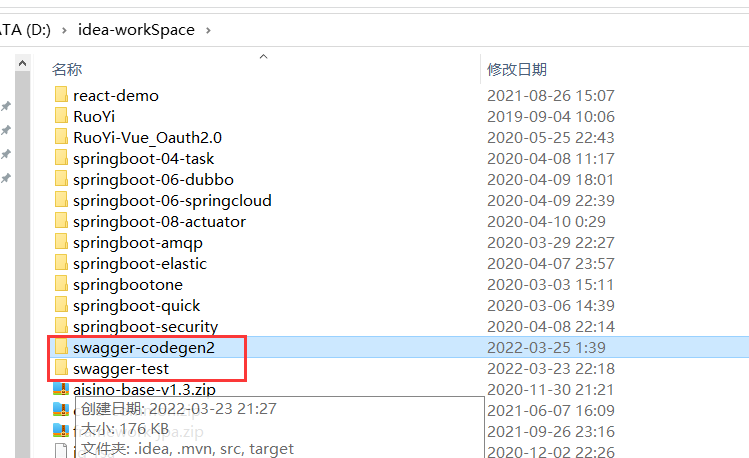 ATA (D:) › idea-workSpace ›
名称 修改日期
react-demo 2021-08-26 15:07
RuoYi 2019-09-04 10:06
RuoYi-Vue_Oauth2.0 2020-05-25 22:43
springboot-04-task 2020-04-08 11:17
springboot-06-dubbo 2020-04-09 18:01
springboot-06-springcloud 2020-04-09 22:39
springboot-08-actuator 2020-04-10 0:29
springboot-amqp 2020-03-29 22:27
springboot-elastic 2020-04-07 23:57
springbootone 2020-03-03 15:11
springboot-quick 2020-03-06 14:39
springboot-security 2020-04-08 22:14
swagger-codegen2 2022-03-25 1:39
swagger-test 2022-03-23 22:18
aisino-base-v1.3.zip 2020-11-30 21:21
创建日期: 2022-03-23 21:27 2021-06-07 16:09
大小: 176 KB 2021-09-26 23:16
文件夹: .idea, .mvn, src, target 2020-12-02 22:26